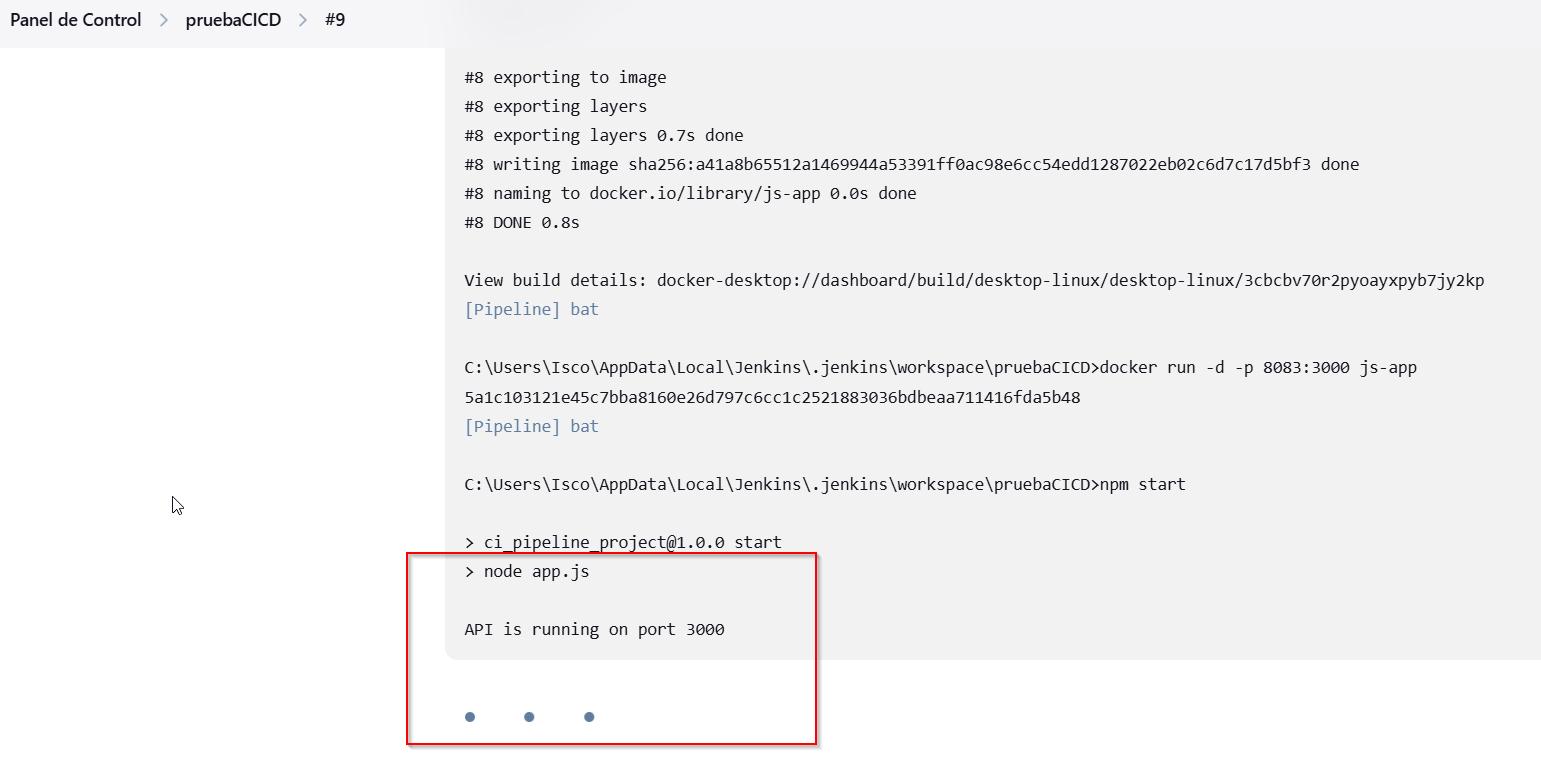 Panel de Control > pruebaCICD > #9
#8 exporting to image
#8 exporting layers
#8 exporting layers 0.7s done
#8 writing image sha256:a41a8b65512a1469944a53391ff0ac98e6cc54edd1287022eb02c6d7c17d5bf3 done
#8 naming to docker.io/library/js-app 0.0s done
#8 DONE 0.8s
View build details: docker-desktop://dashboard/build/desktop-linux/desktop-linux/3cbcbv70r2pyoayxpyb7jy2kp
[Pipeline] bat
C:\Users\Isco\AppData\Local\Jenkins\.jenkins\workspace\pruebaCICD>docker run -d -p 8083:3000 js-app
5a1c103121e45c7bba8160e26d797c6cc1c2521883036bdbeaa711416fda5b48
[Pipeline] bat
C:\Users\Isco\AppData\Local\Jenkins\.jenkins\workspace\pruebaCICD>npm start
> ci_pipeline_project@1.0.0 start
> node app.js
API is running on port 3000